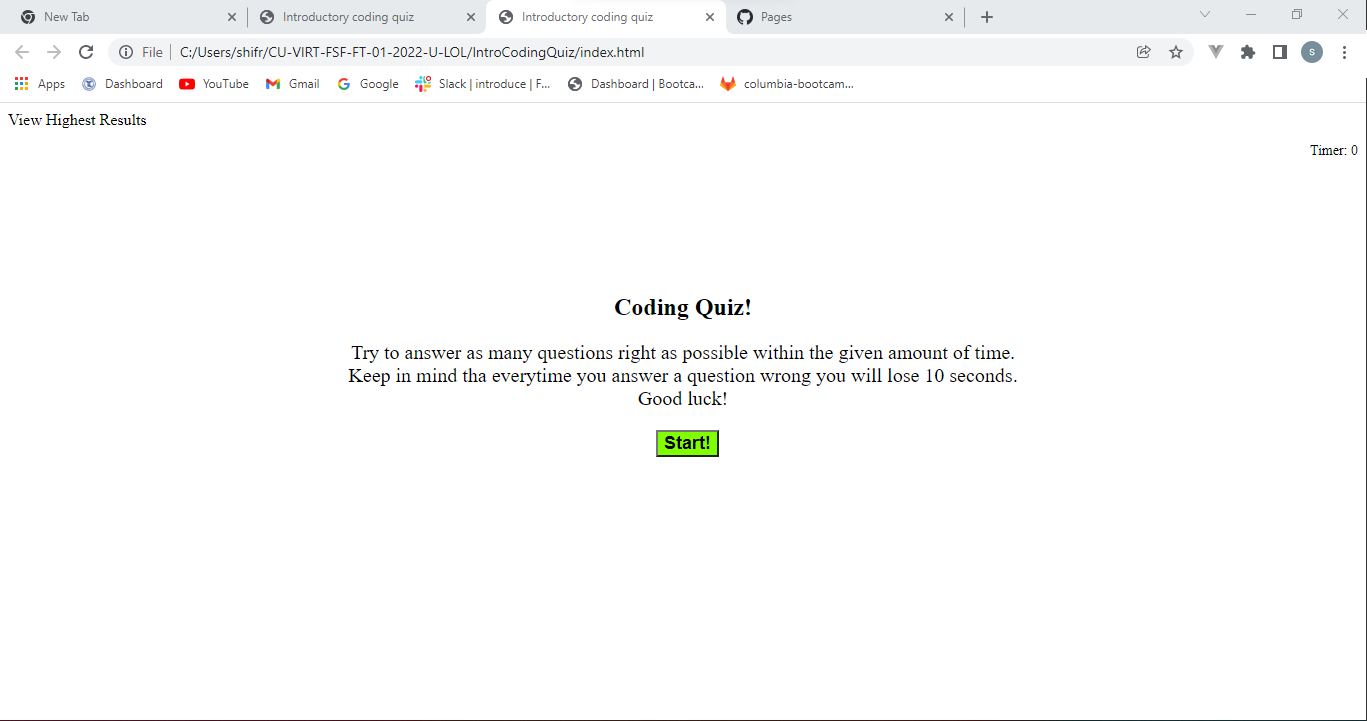 New Tab
Introductory coding quiz
Introductory coding quiz
Pages
File
C:/Users/shifr/CU-VIRT-FSF-FT-01-2022-U-LOL/IntroCodingQuiz/index.html
s
Apps
Dashboard
YouTube
Gmail
Google
Slack | introduce | F...
Dashboard | Bootca...
columbia-bootcam...
View Highest Results
Timer: 0
Coding Quiz!
Try to answer as many questions right as possible within the given amount of time.
Keep in mind tha everytime you answer a question wrong you will lose 10 seconds.
Good luck!
Start!